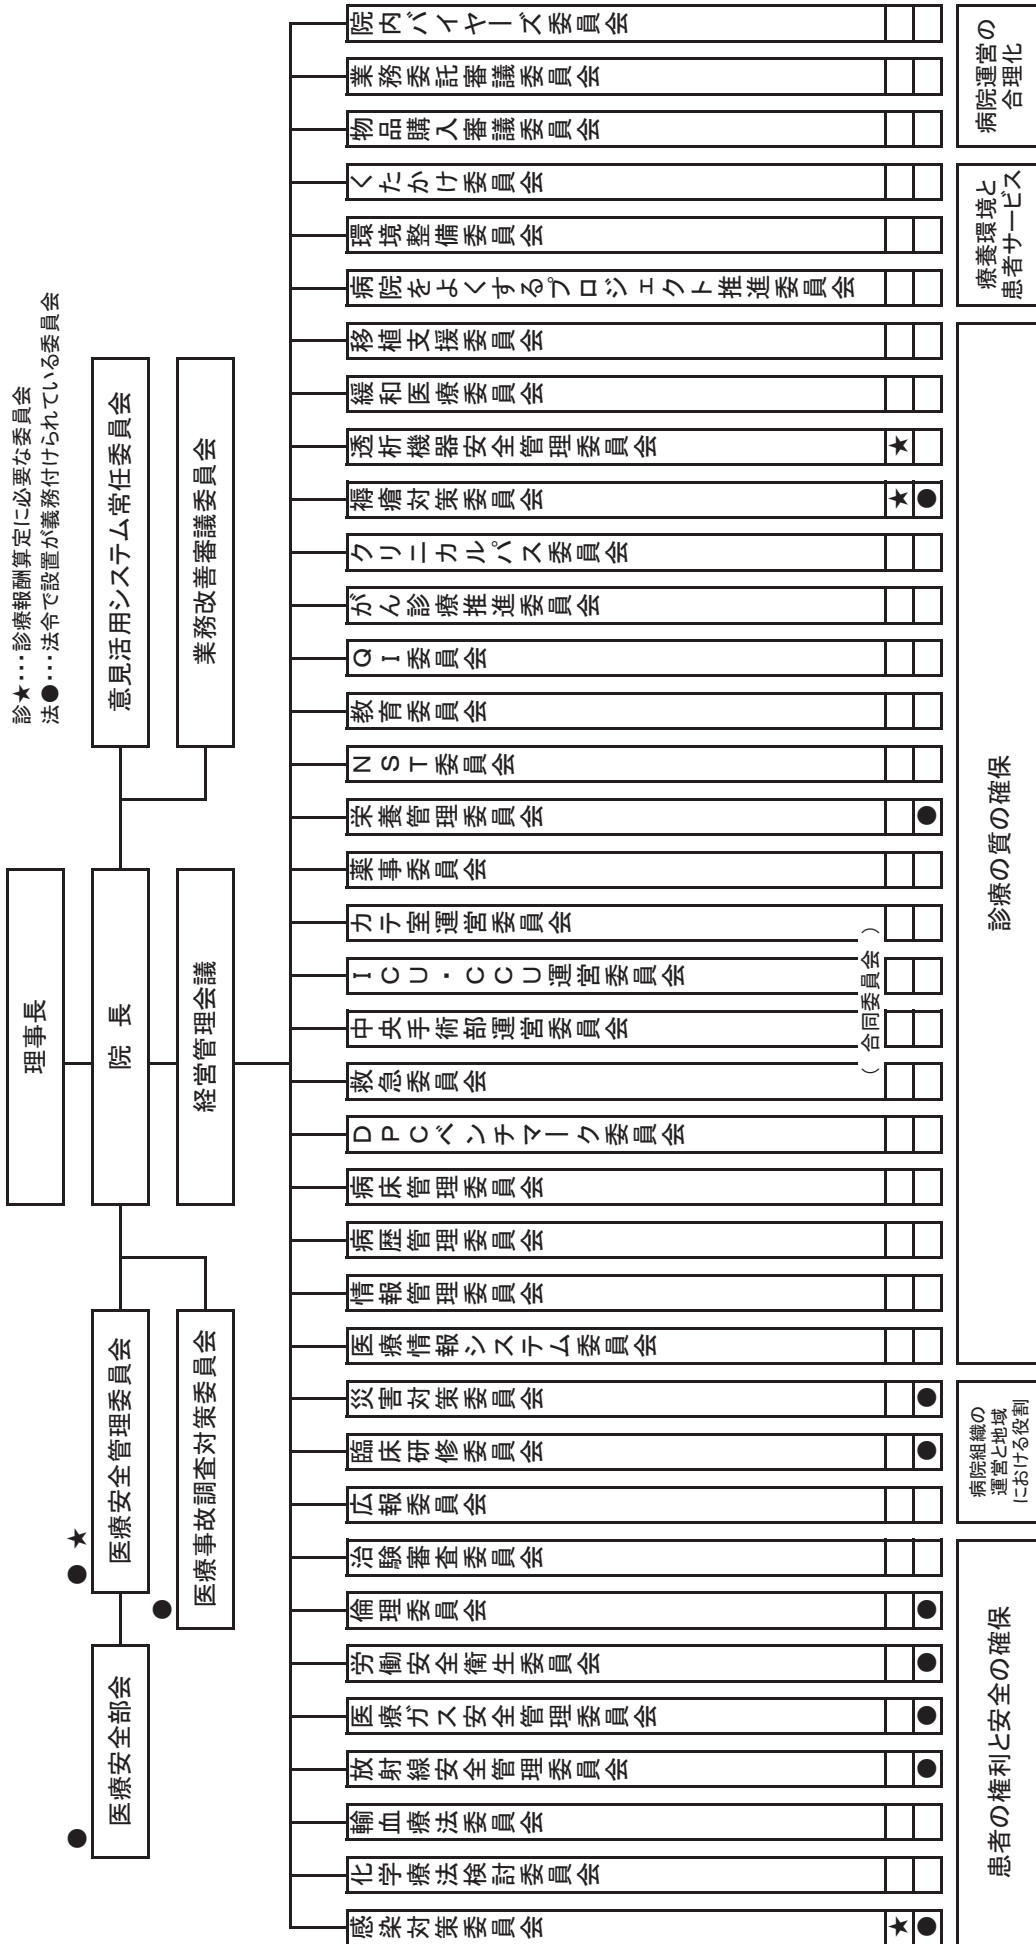 理事長
院 長
経営管理会議
医療安全部会
●
医療安全管理委員会
●★
医療事故調査対策委員会
●
意見活用システム常任委員会
業務改善審議委員会
診★･･･診療報酬算定に必要な委員会
法●･･･法令で設置が義務付けられている委員会
感染対策委員会 ★ ●
化学療法検討委員会
輸血療法委員会
放射線安全管理委員会 ●
医療ガス安全管理委員会 ●
労働安全衛生委員会 ●
倫理委員会 ●
治験審査委員会
広報委員会
臨床研修委員会 ●
災害対策委員会 ●
医療情報システム委員会
情報管理委員会
病歴管理委員会
病床管理委員会
DPCベンチマーク委員会
救急委員会
中央手術部運営委員会
ICU・CCU運営委員会
カテ室運営委員会
(合同委員会)
薬事委員会
栄養管理委員会 ●
NST委員会
教育委員会
QI委員会
がん診療推進委員会
クリニカルパス委員会
褥瘡対策委員会 ★ ●
透析機器安全管理委員会 ★
緩和医療委員会
移植支援委員会
病院をよくするプロジェクト推進委員会
環境整備委員会
くたかけ委員会
物品購入審議委員会
業務委託審議委員会
院内バイヤーズ委員会
患者の権利と安全の確保
病院組織の
運営と地域
における役割
診療の質の確保
療養環境と
患者サービス
病院運営の
合理化